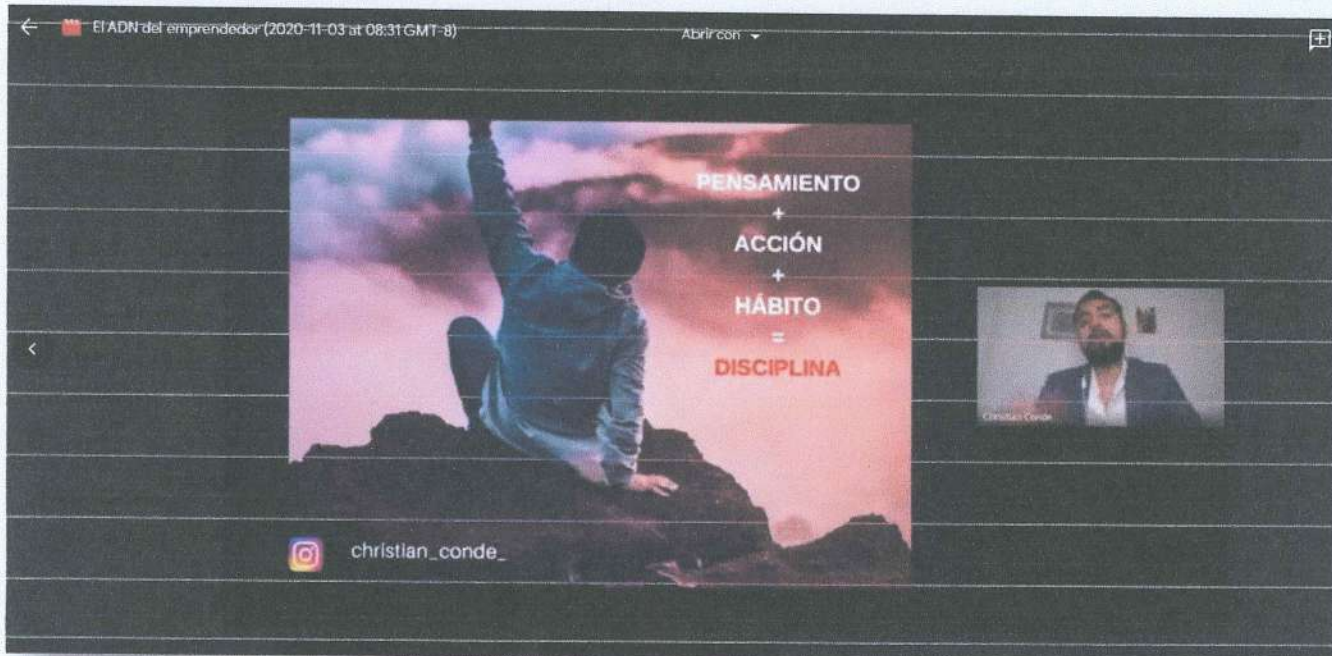 El ADN del emprendedor (2020-11-03 at 08:31 GMT-8)
Abrir con
PENSAMIENTO
+
ACCIÓN
+
HÁBITO
=
DISCIPLINA
Christian Conde
christian_conde_